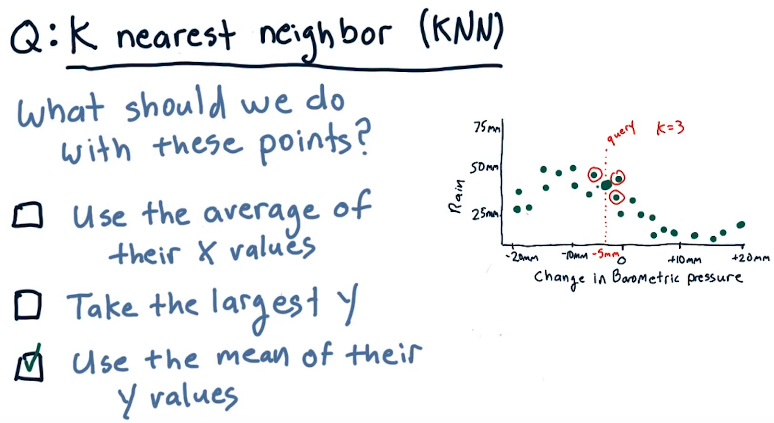 Q: K nearest neighbor (KNN)
What should we do
with these points?
Use the average of
their X values
Take the largest Y
Use the mean of their
Y values
query K=3
75mm
50mm
25mm
Rain
-20mm -10mm -5mm 0 +10mm +20mm
Change in Barometric pressure